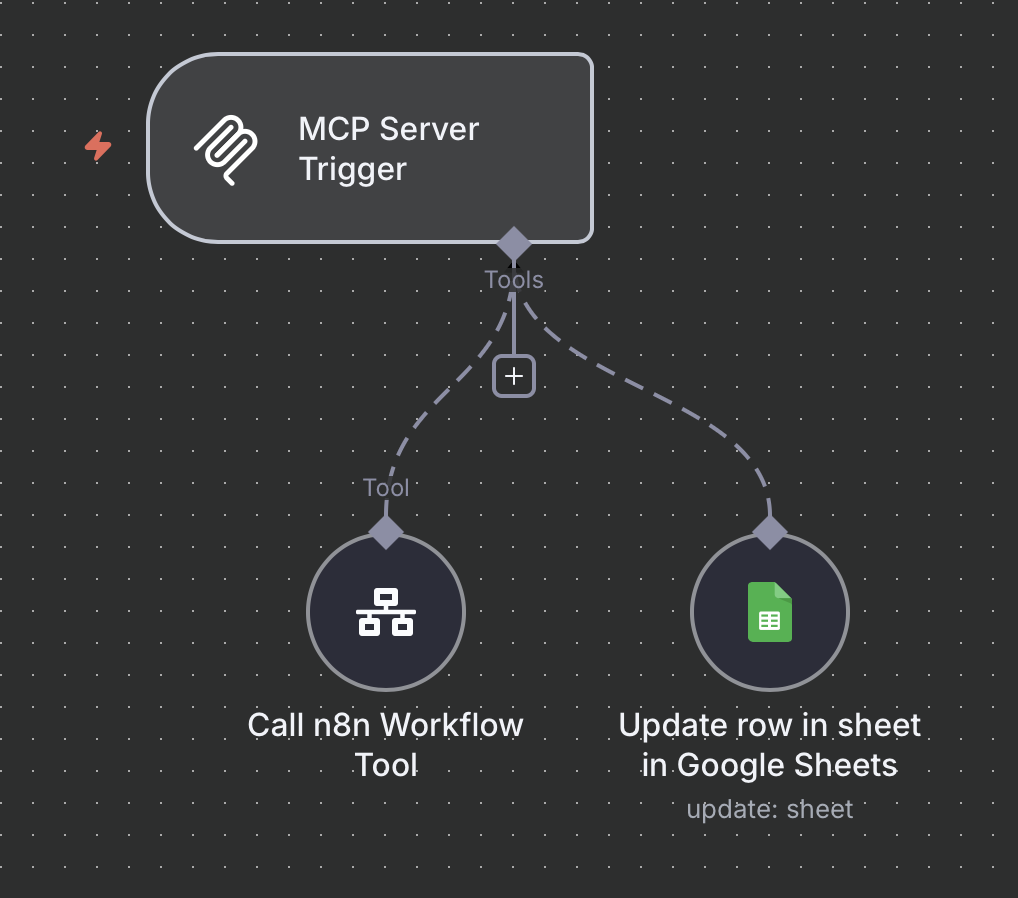 MCP Server
Trigger
Tools
Tool
Call n8n Workflow
Tool
Update row in sheet
in Google Sheets
update: sheet